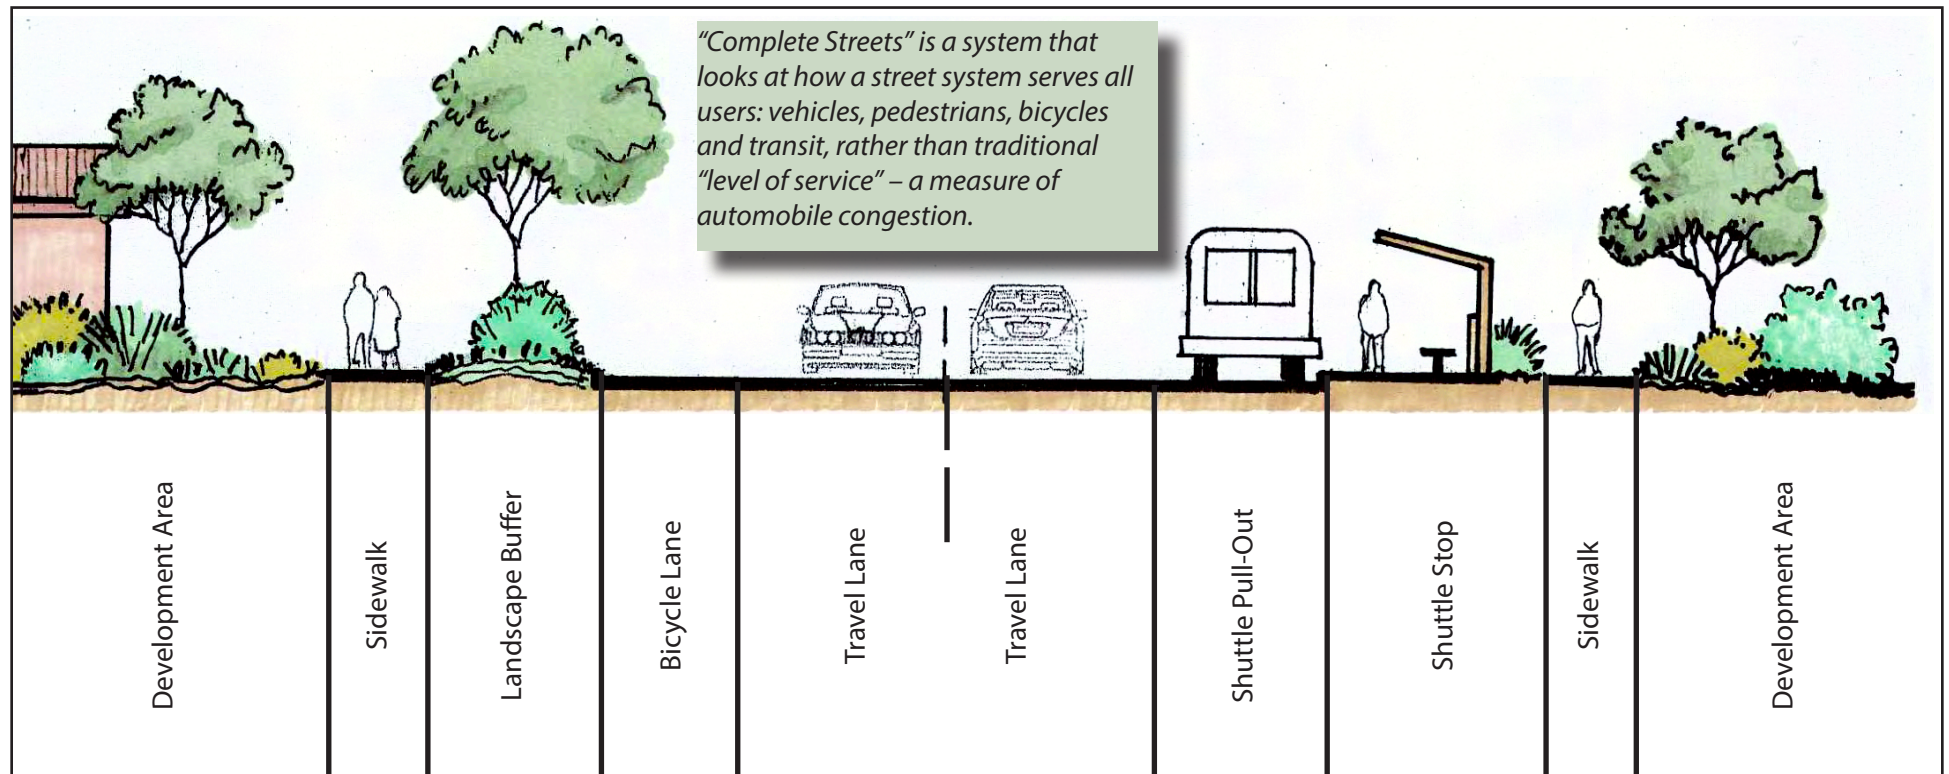 “Complete Streets” is a system that
looks at how a street system serves all
users: vehicles, pedestrians, bicycles
and transit, rather than traditional
“level of service” – a measure of
automobile congestion.
Development Area
Sidewalk
Landscape Buffer
Bicycle Lane
Travel Lane
Travel Lane
Shuttle Pull-Out
Shuttle Stop
Sidewalk
Development Area